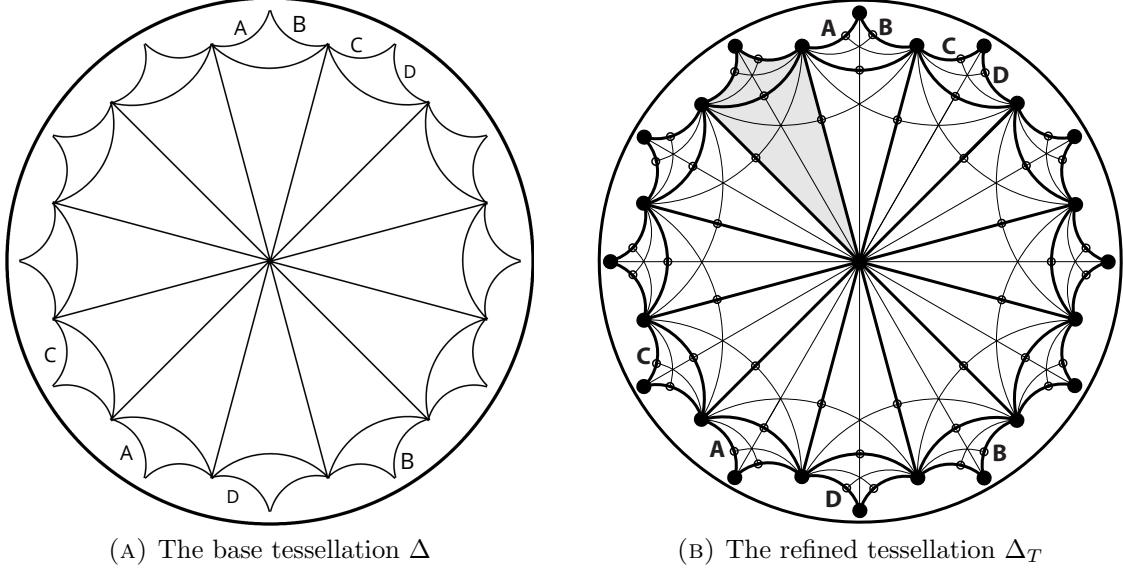 A B C D
C
A B
D
A B C D
C
A B
D
(A) The base tessellation Δ
(B) The refined tessellation Δ_T